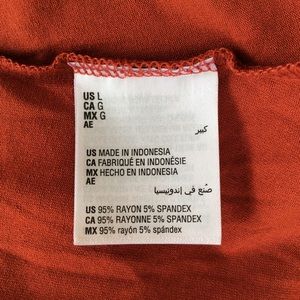 US L
CA G
MX G
AE
كبير
US MADE IN INDONESIA
CA FABRIQUÉ EN INDONÉSIE
MX HECHO EN INDONESIA
AE
صُنع في إندونيسيا
US 95% RAYON 5% SPANDEX
CA 95% RAYONNE 5% SPANDEX
MX 95% rayón 5% spándex